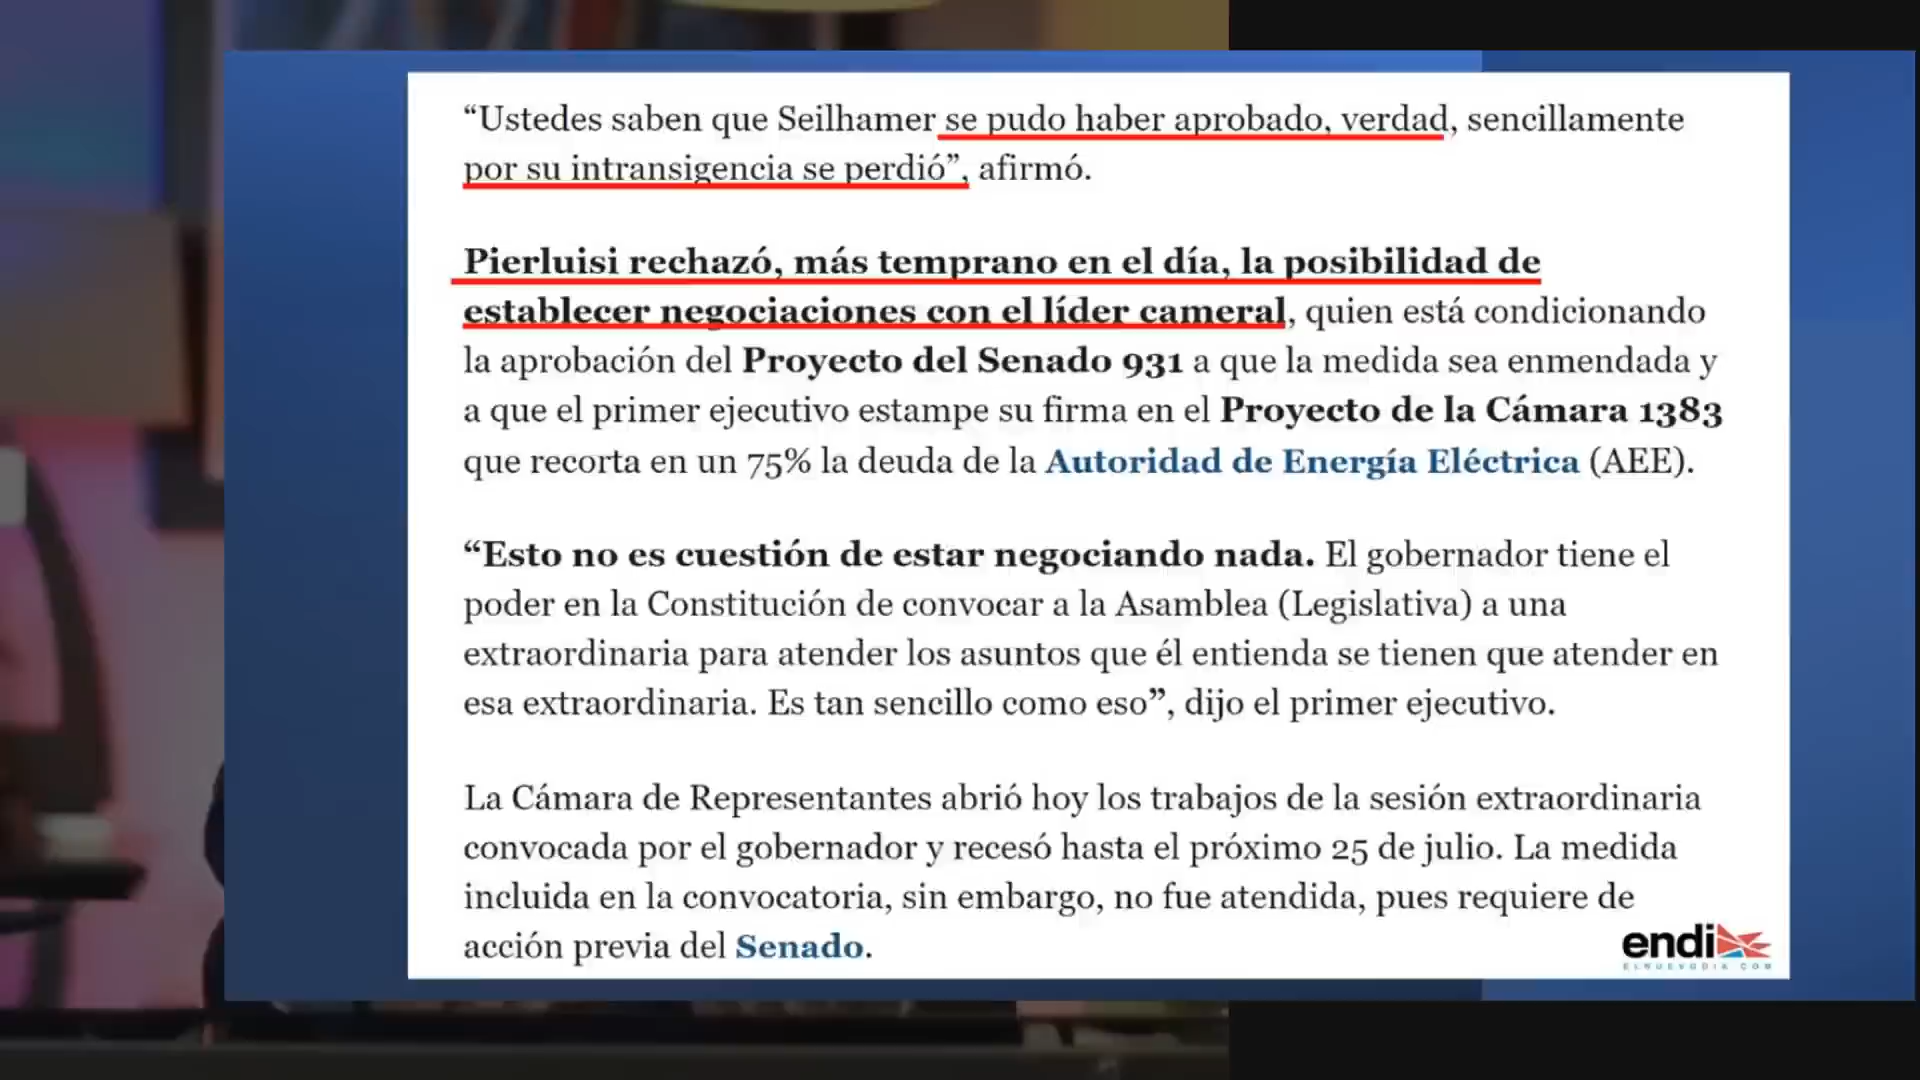 “Ustedes saben que Seilhamer se pudo haber aprobado, verdad, sencillamente
por su intransigencia se perdió”, afirmó.
Pierluisi rechazó, más temprano en el día, la posibilidad de
establecer negociaciones con el líder cameral, quien está condicionando
la aprobación del Proyecto del Senado 931 a que la medida sea enmendada y
a que el primer ejecutivo estampe su firma en el Proyecto de la Cámara 1383
que recorta en un 75% la deuda de la Autoridad de Energía Eléctrica (AEE).
“Esto no es cuestión de estar negociando nada. El gobernador tiene el
poder en la Constitución de convocar a la Asamblea (Legislativa) a una
extraordinaria para atender los asuntos que él entienda se tienen que atender en
esa extraordinaria. Es tan sencillo como eso”, dijo el primer ejecutivo.
La Cámara de Representantes abrió hoy los trabajos de la sesión extraordinaria
convocada por el gobernador y recesó hasta el próximo 25 de julio. La medida
incluida en la convocatoria, sin embargo, no fue atendida, pues requiere de
acción previa del Senado.
endi
ELNUEVODIA.COM